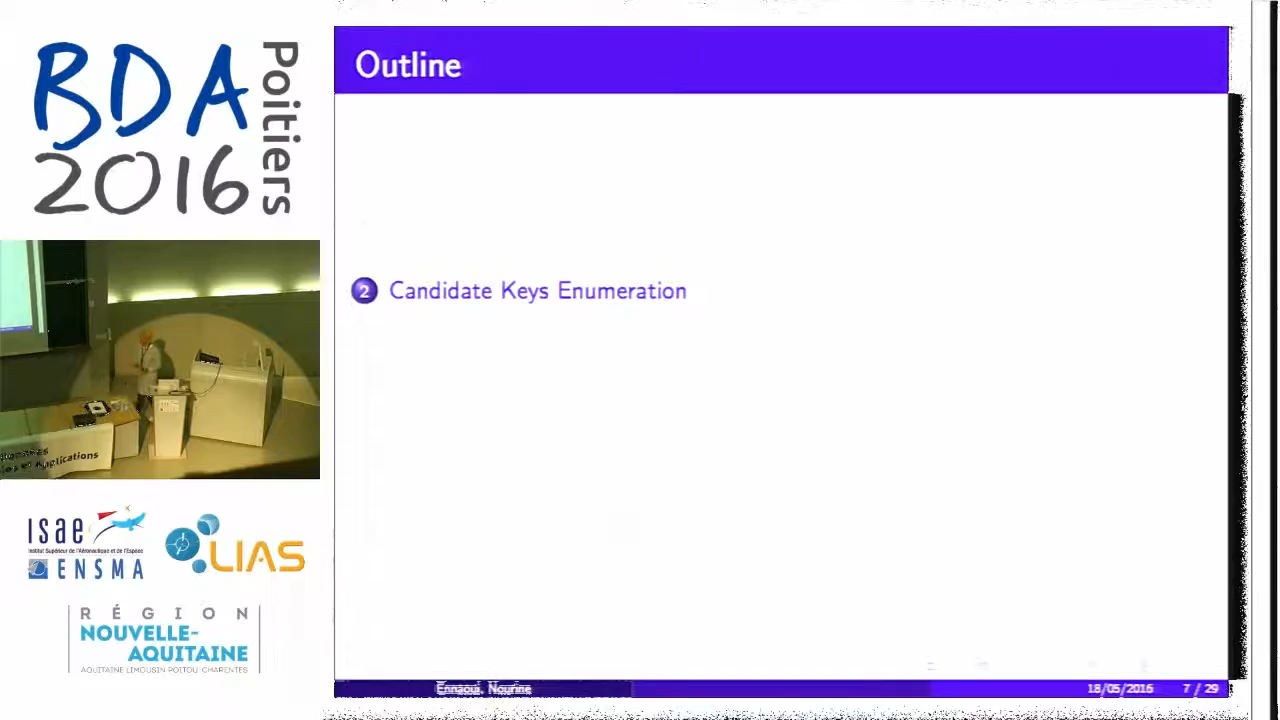 BDA
2016
Poitiers
Outline
2 Candidate Keys Enumeration
et Applications
isae
Institut Supérieur de l'Aéronautique et de l'Espace
ENSMA
LIAS
RÉGION
NOUVELLE-
AQUITAINE
AQUITAINE LIMOUSIN POITOU-CHARENTES
Ennaoui, Nourine
18/05/2016 7 / 29